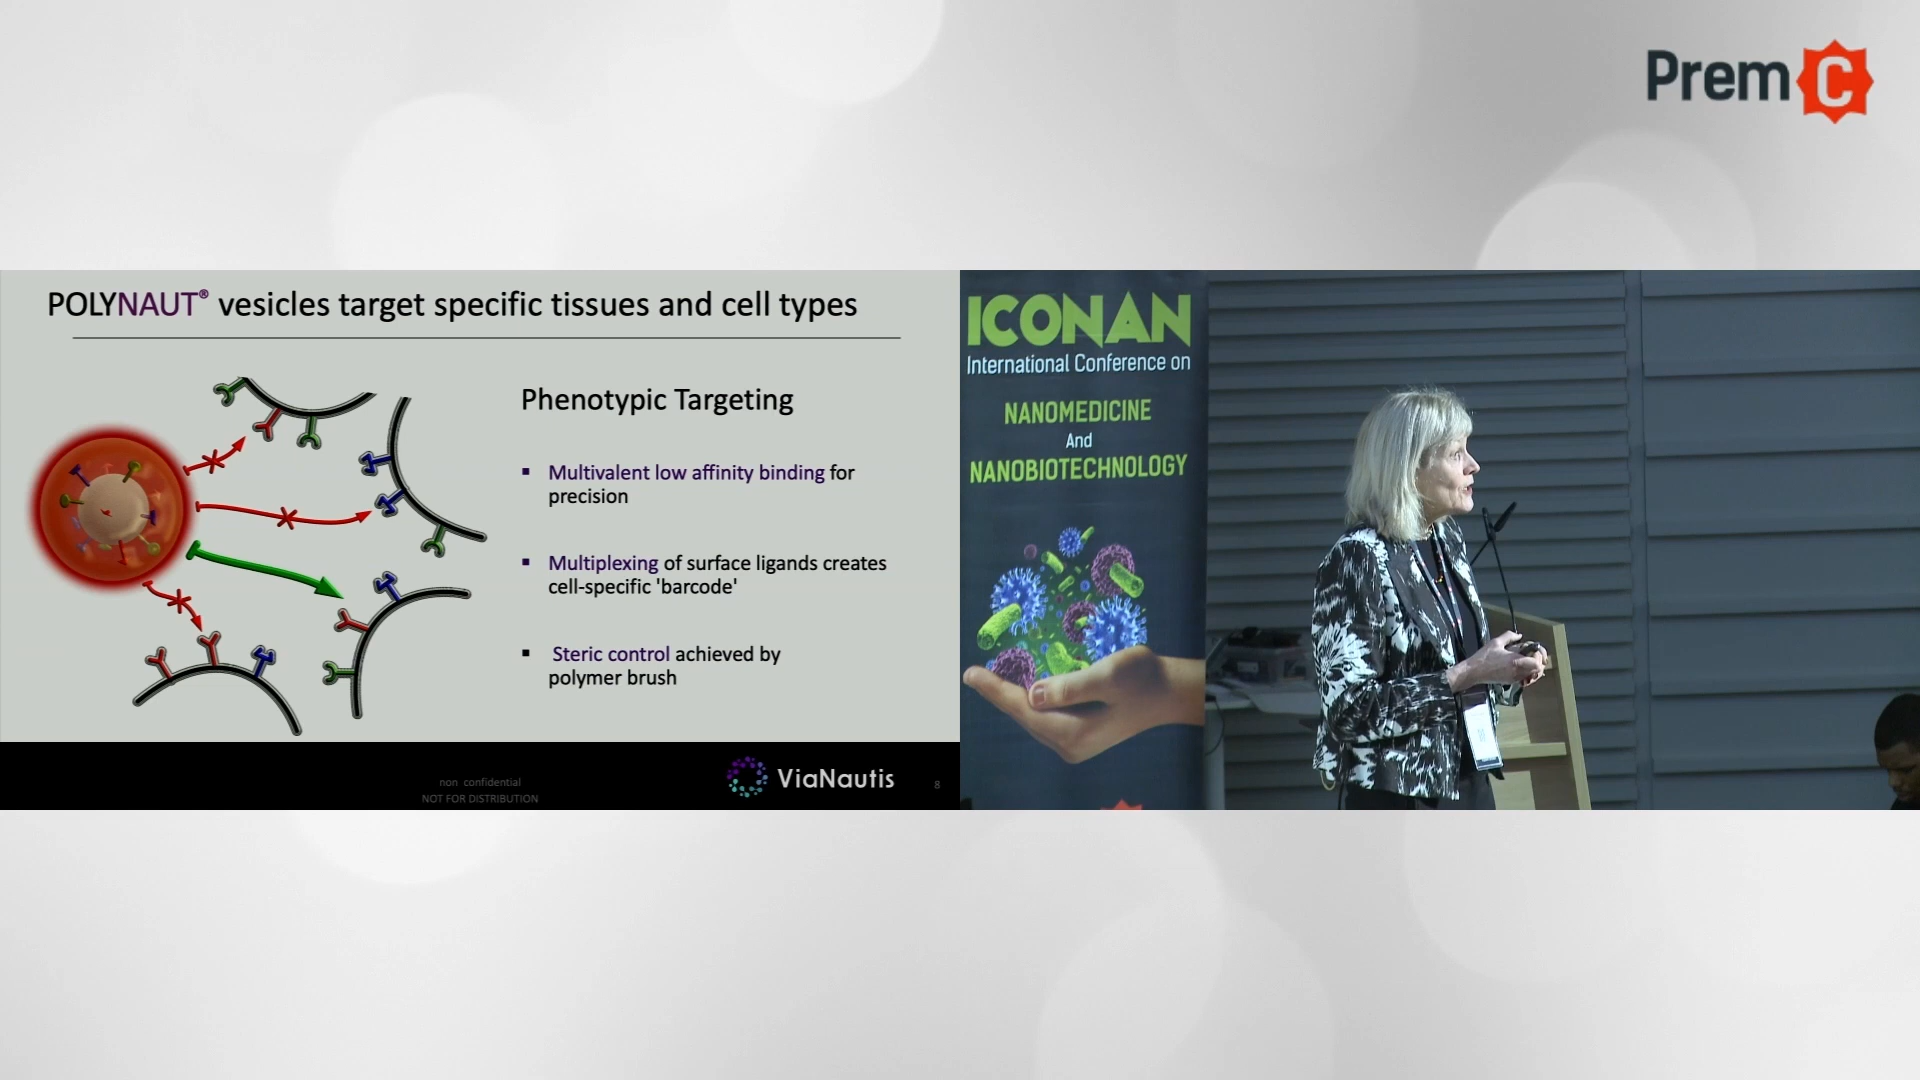 Prem C
POLYNAUT® vesicles target specific tissues and cell types
Phenotypic Targeting
▪ Multivalent low affinity binding for
precision
▪ Multiplexing of surface ligands creates
cell-specific 'barcode'
▪ Steric control achieved by
polymer brush
non confidential
NOT FOR DISTRIBUTION
ViaNautis
8
ICONAN
International Conference on
NANOMEDICINE
And
NANOBIOTECHNOLOGY